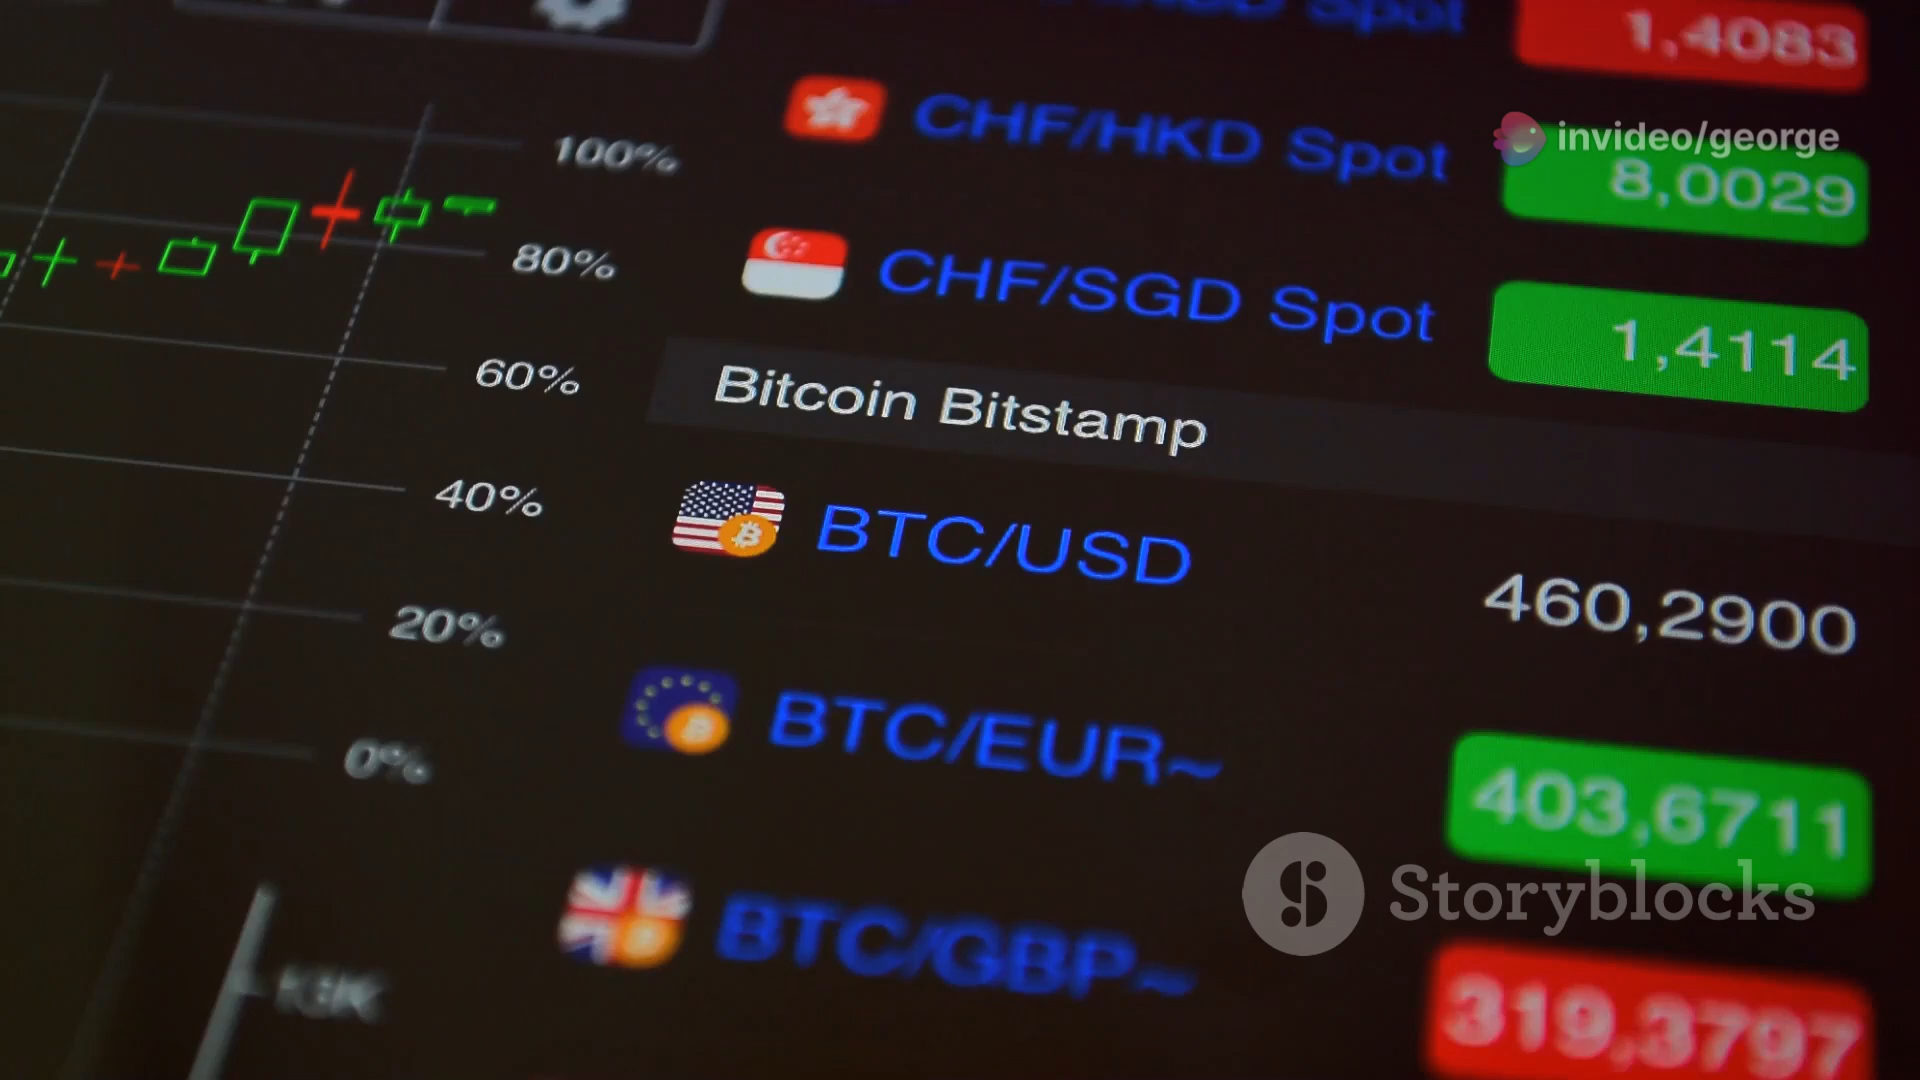 Spot
1,4083
CHF/HKD Spot
8,0029
CHF/SGD Spot
1,4114
Bitcoin Bitstamp
BTC/USD
460,2900
BTC/EUR~
403,6711
BTC/GBP~
319,3797
100%
80%
60%
40%
20%
0%
invideo/george
Storyblocks